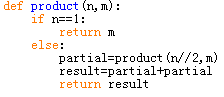 def product(n,m):
    if n==1:
        return m
    else:
        partial=product(n//2,m)
        result=partial+partial
        return result